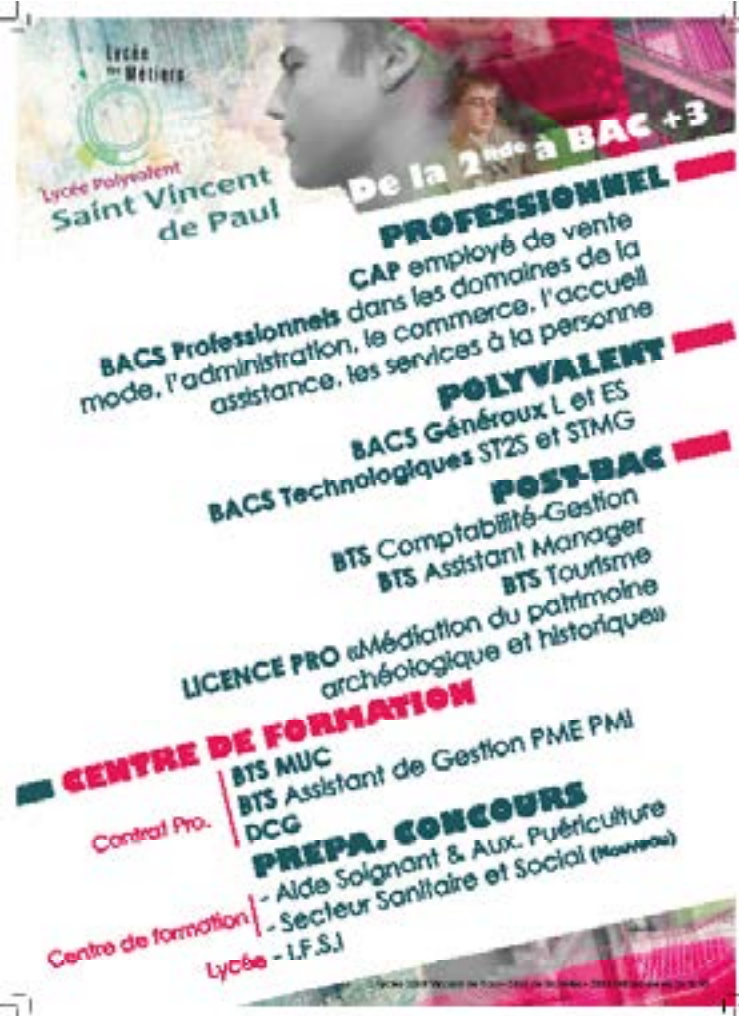 Lycée
des Métiers
Lycée Polyvalent
Saint Vincent
de Paul
De la 2nde à BAC +3
PROFESSIONNEL
CAP employé de vente
BACS Professionnels dans les domaines de la
mode, l'administration, le commerce, l'accueil
assistance, les services à la personne
POLYVALENT
BACS Généraux L et ES
BACS Technologiques ST2S et STMG
POST-BAC
BTS Comptabilité-Gestion
BTS Assistant Manager
BTS Tourisme
LICENCE PRO «Médiation du patrimoine
archéologique et historique»
CENTRE DE FORMATION
Contrat Pro.
BTS MUC
BTS Assistant de Gestion PME PMI
DCG
PREPA. CONCOURS
Centre de formation
- Aide Soignant & Aux. Puériculture
- Secteur Sanitaire et Social (Nouveau)
Lycée - I.F.S.I